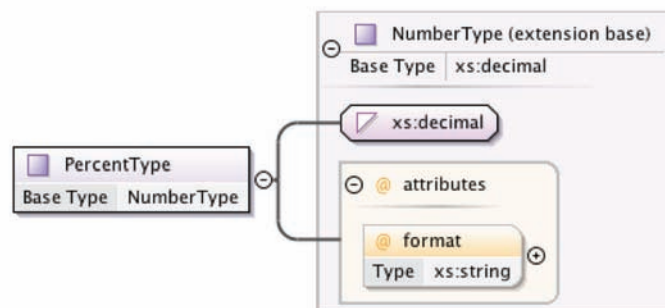 NumberType (extension base)
Base Type xs:decimal
xs:decimal
PercentType
Base Type NumberType
@ attributes
@ format
Type xs:string